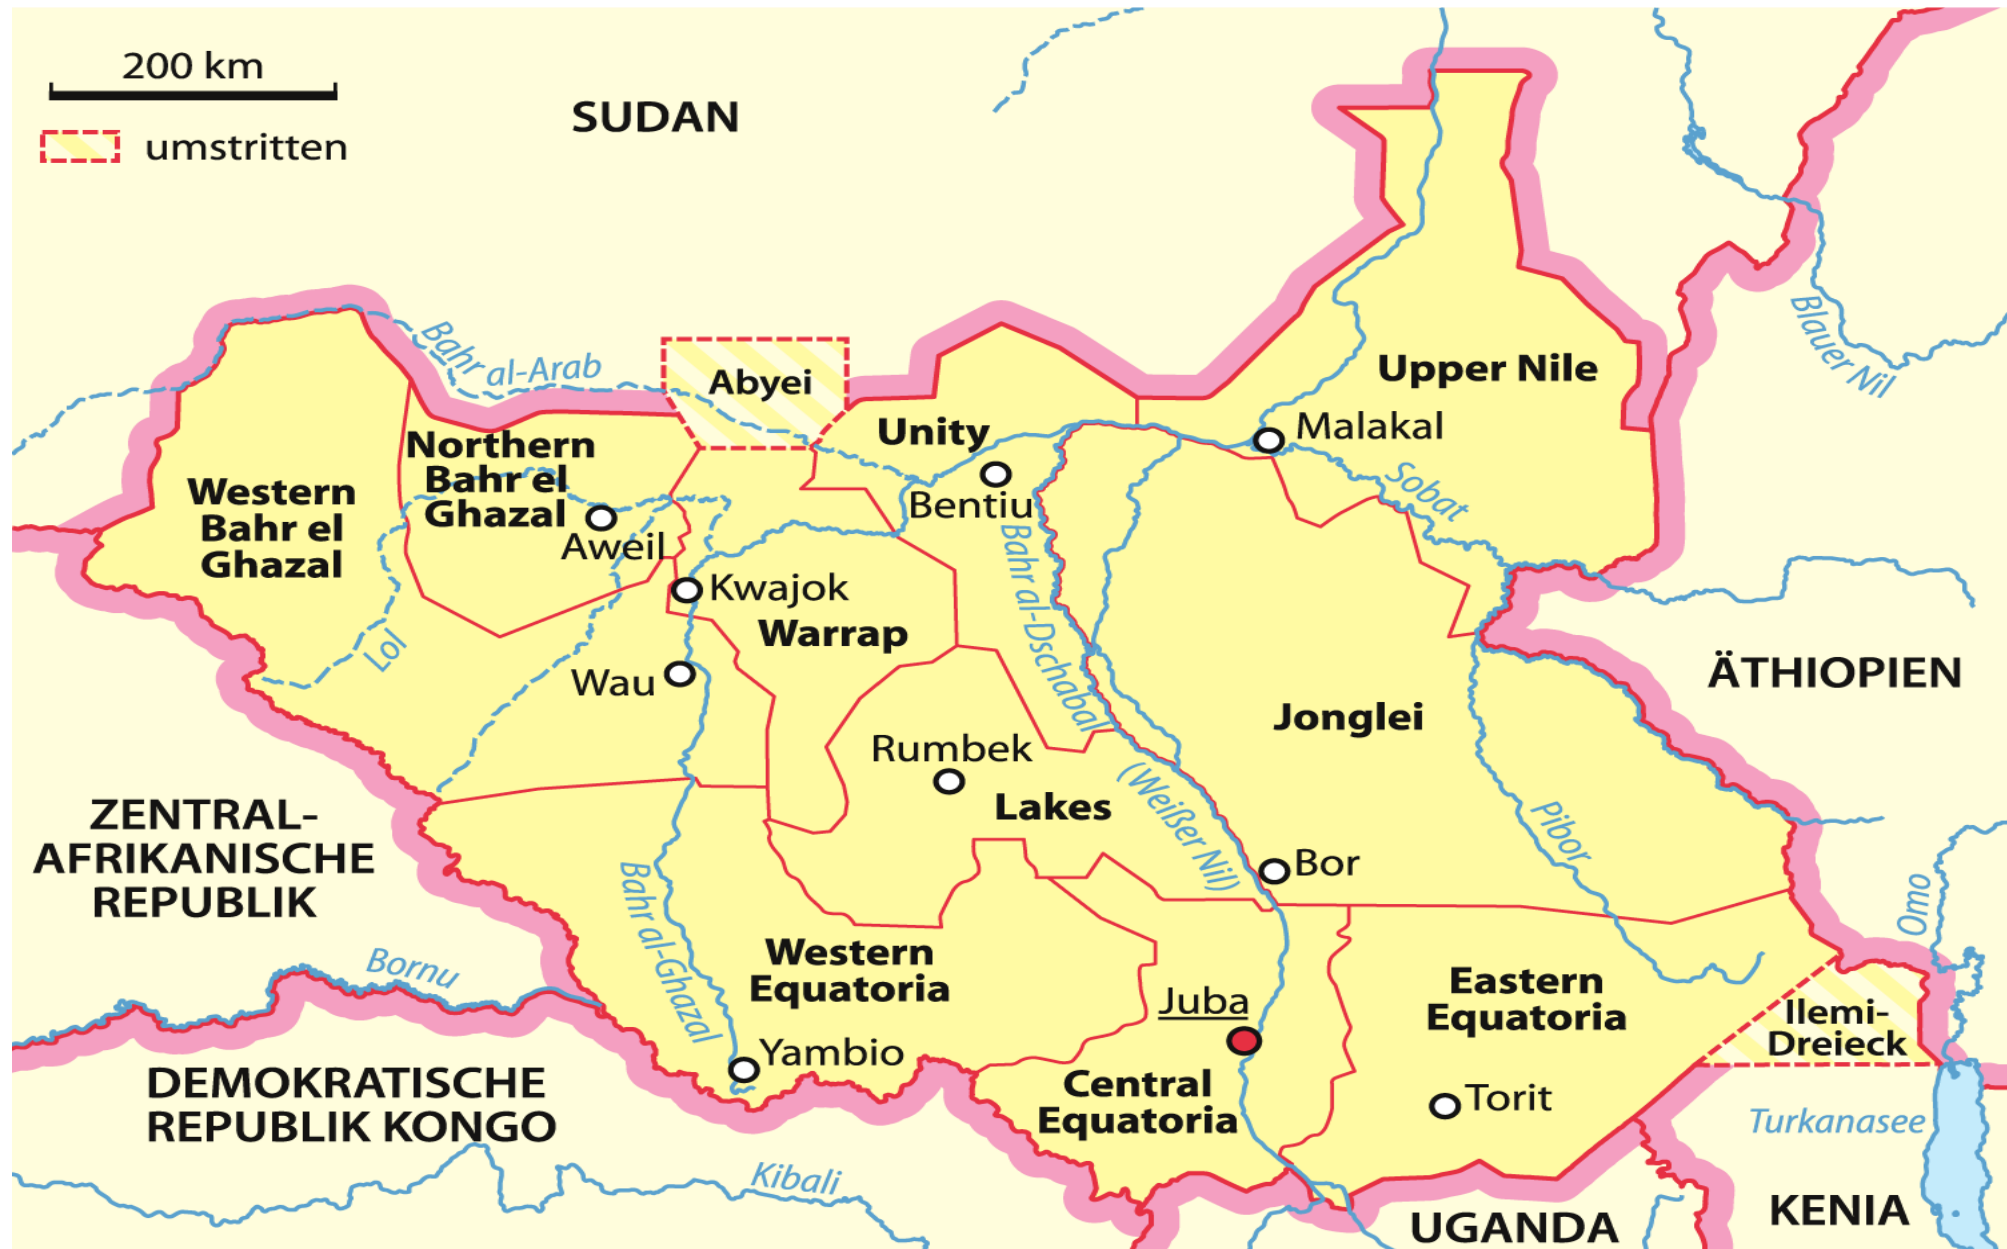 200 km
umstritten
SUDAN
Blauer Nil
Bahr al-Arab
Abyei
Upper Nile
Unity
Malakal
Northern
Bahr el
Ghazal
Western
Bahr el
Ghazal
Bentiu
Sobat
Aweil
Kwajok
Warrap
Lol
Wau
Bahr al-Dschabal
(Weißer Nil)
ÄTHIOPIEN
Jonglei
Rumbek
Lakes
Pibor
Bor
ZENTRAL-
AFRIKANISCHE
REPUBLIK
Omo
Bahr al-Ghazal
Western
Equatoria
Bornu
Eastern
Equatoria
Juba
Ilemi-
Dreieck
Yambio
DEMOKRATISCHE
REPUBLIK KONGO
Central
Equatoria
Torit
Turkanasee
Kibali
UGANDA
KENIA